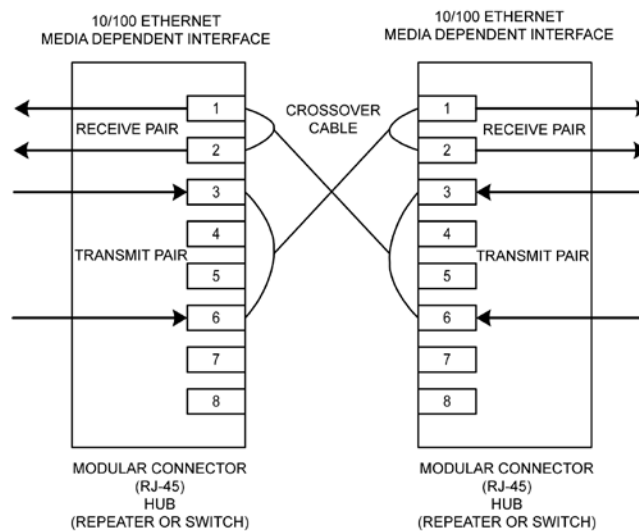 10/100 ETHERNET
MEDIA DEPENDENT INTERFACE
10/100 ETHERNET
MEDIA DEPENDENT INTERFACE
1
RECEIVE PAIR
2
3
4
TRANSMIT PAIR
5
6
7
8
CROSSOVER
CABLE
1
RECEIVE PAIR
2
3
4
TRANSMIT PAIR
5
6
7
8
MODULAR CONNECTOR
(RJ-45)
HUB
(REPEATER OR SWITCH)
MODULAR CONNECTOR
(RJ-45)
HUB
(REPEATER OR SWITCH)